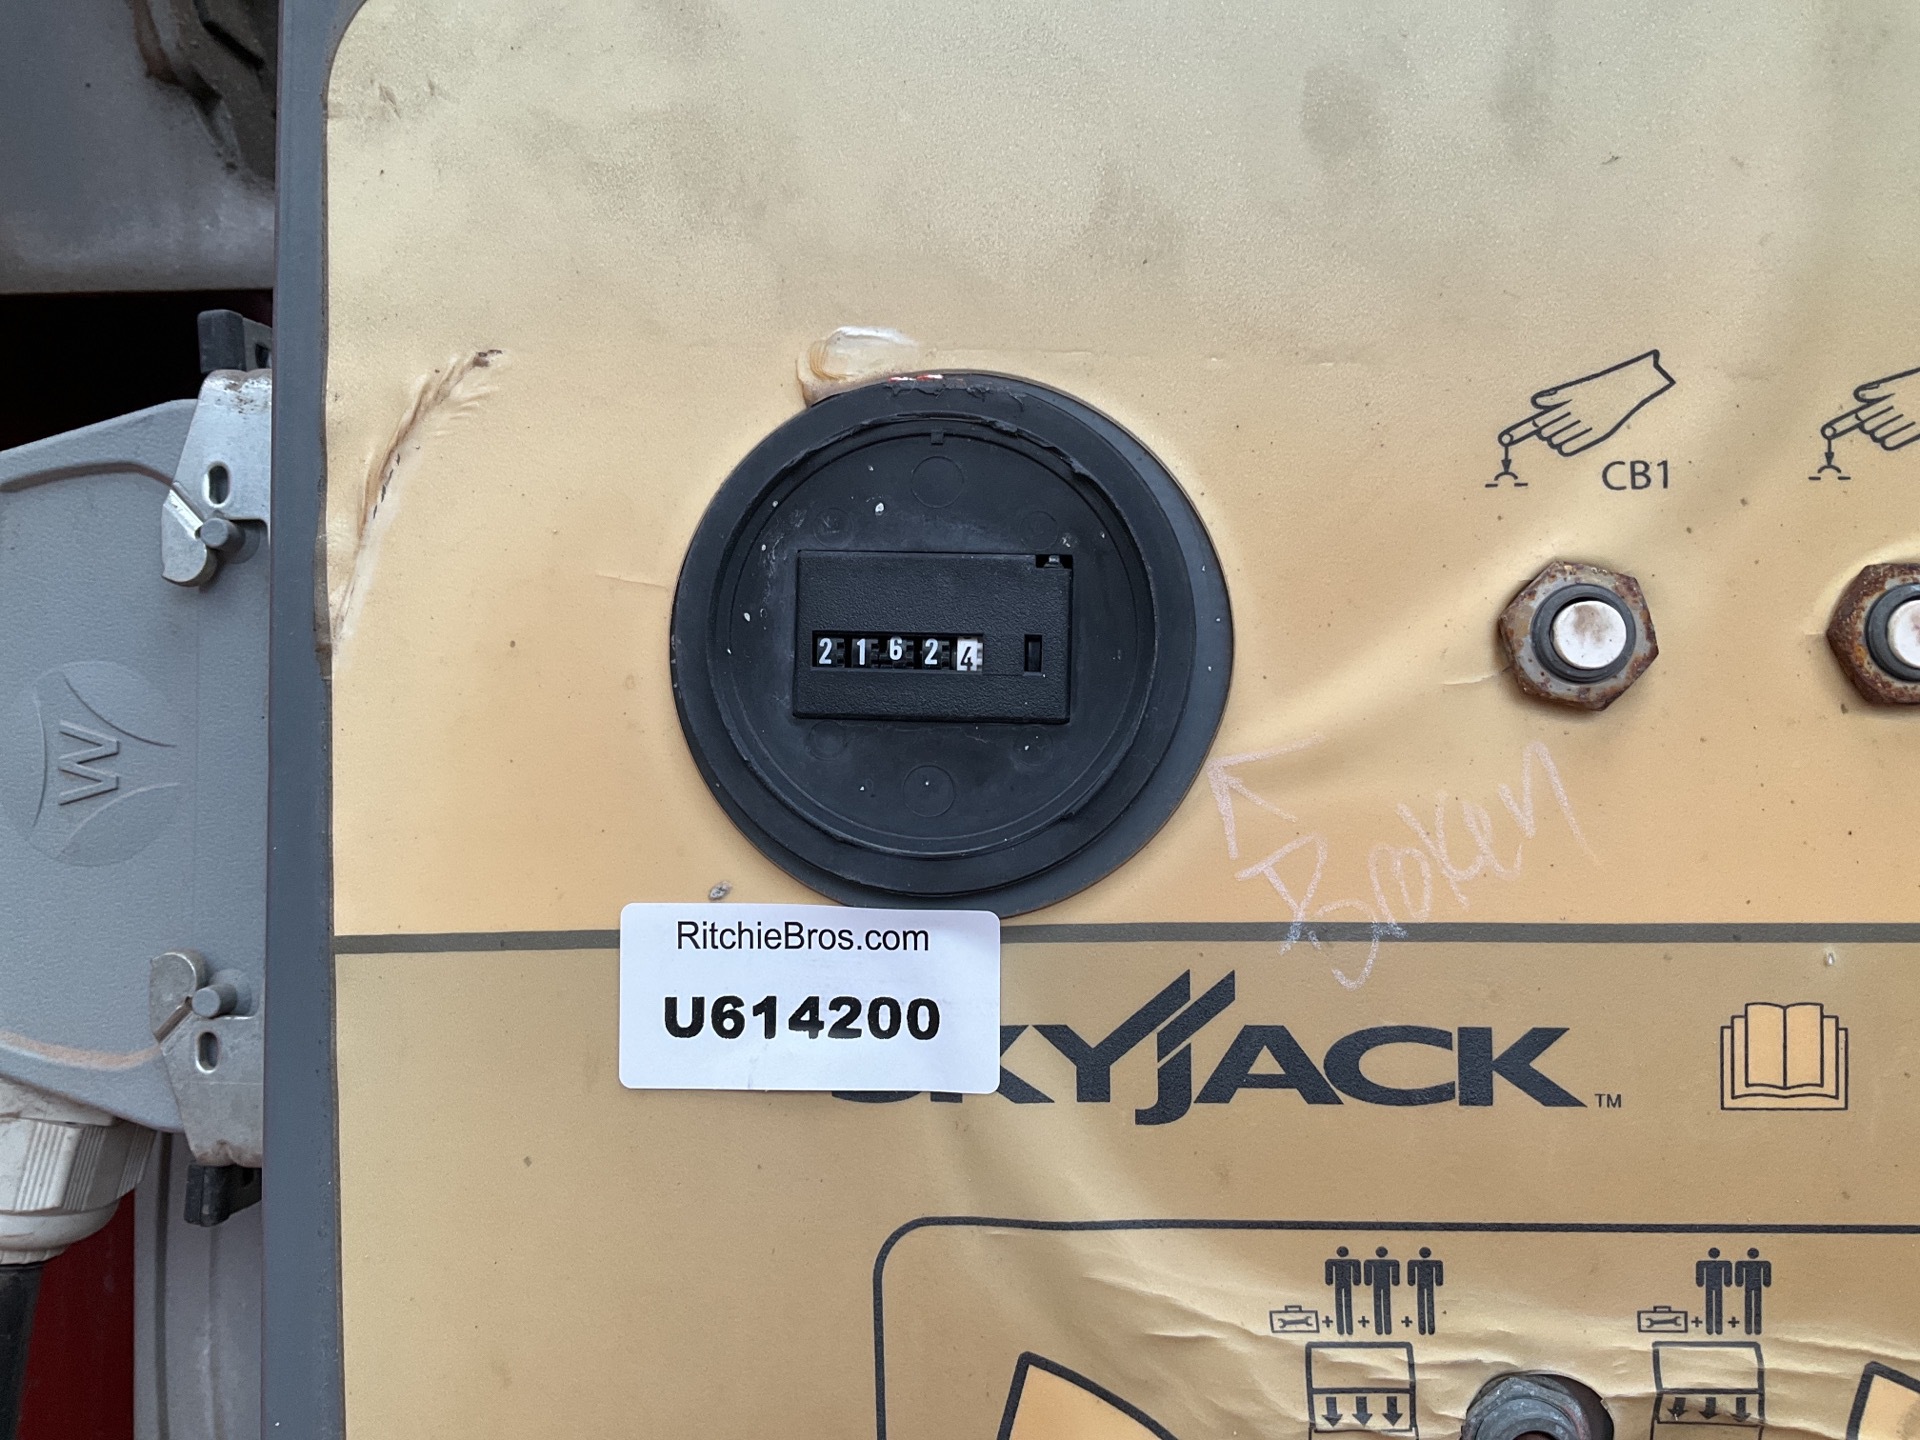 CB1
21624
Broken
RitchieBros.com
U614200
SKYJACK™
W
+ + +
+ +